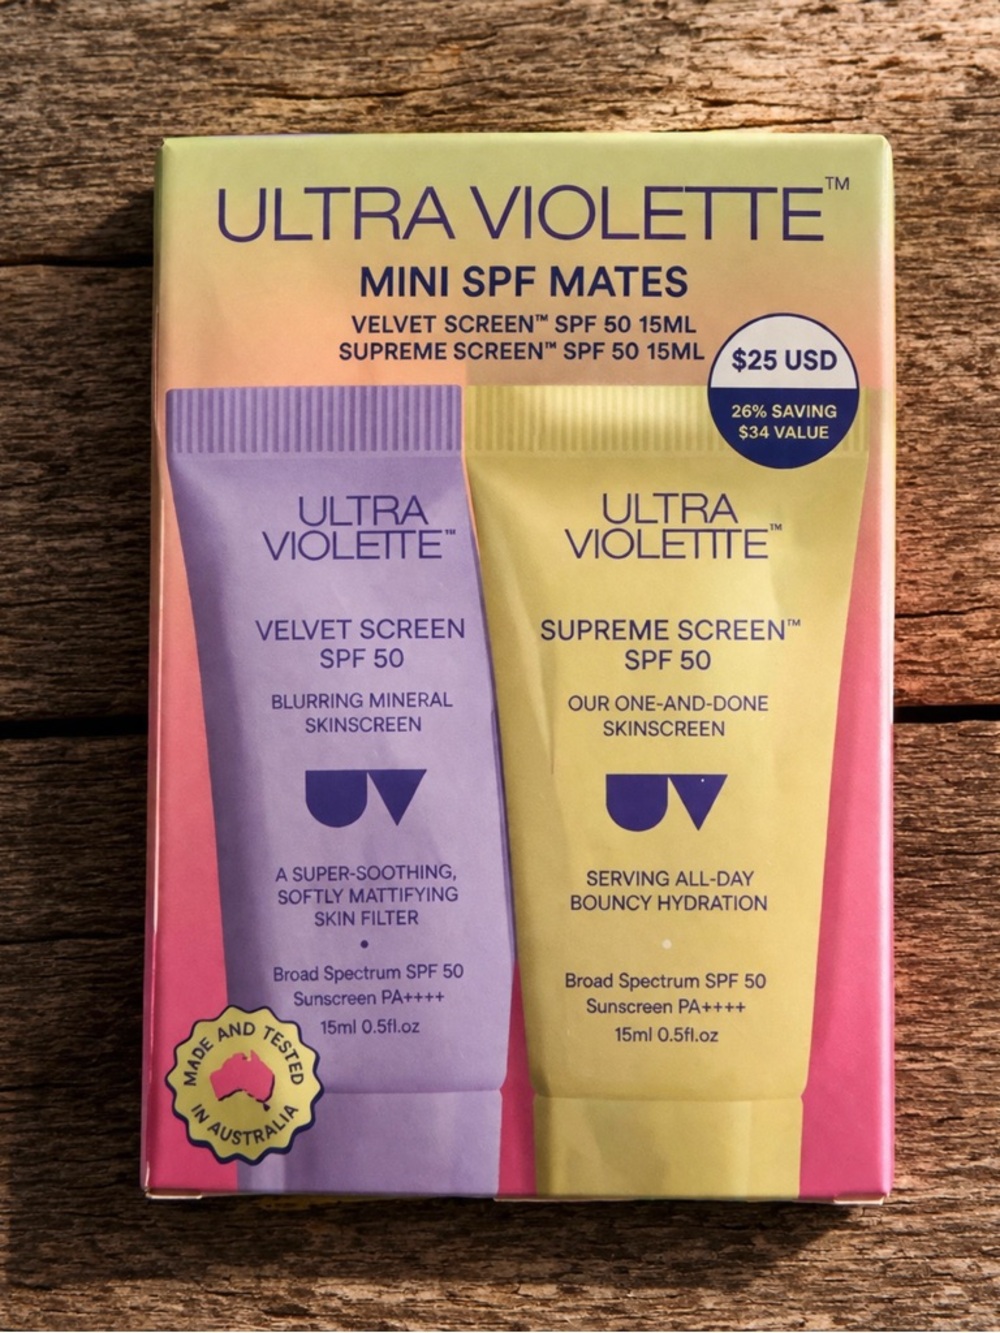 ULTRA VIOLETTE™
MINI SPF MATES
VELVET SCREEN™ SPF 50 15ML
SUPREME SCREEN™ SPF 50 15ML
$25 USD
26% SAVING
$34 VALUE
ULTRA
VIOLETTE™
VELVET SCREEN
SPF 50
BLURRING MINERAL
SKINSCREEN
UV
A SUPER-SOOTHING,
SOFTLY MATTIFYING
SKIN FILTER
Broad Spectrum SPF 50
Sunscreen PA++++
15ml 0.5fl.oz
ULTRA
VIOLETTTE™
SUPREME SCREEN™
SPF 50
OUR ONE-AND-DONE
SKINSCREEN
UV
SERVING ALL-DAY
BOUNCY HYDRATION
Broad Spectrum SPF 50
Sunscreen PA++++
15ml 0.5fl.oz
MADE AND TESTED
IN AUSTRALIA